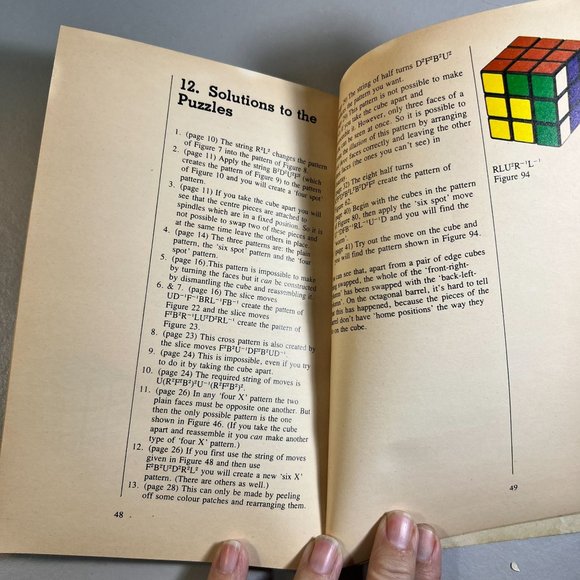 12. Solutions to the
Puzzles
1. (page 10) The string R²L² changes the pattern
of Figure 7 into the pattern of Figure 8.
2. (page 11) Apply the string B²D²U²F² (which
creates the pattern of Figure 9) to the pattern
of Figure 10 and you will create a 'four spot'
pattern.
3. (page 11) If you take the cube apart you will
see that the centre pieces are attached to
spindles which are in a fixed position. So it is
not possible to swap two of these pieces and
at the same time leave the others in place.
4. (page 14) The three patterns are: the plain
pattern, the 'six spot' pattern and the 'four
spot' pattern.
5. (page 16) This pattern is impossible to make
by turning the faces but it can be constructed
by dismantling the cube and reassembling it.
6. & 7. (page 16) The slice moves
UD⁻¹F⁻¹BRL⁻¹FB⁻¹ create the pattern of
Figure 22 and the slice moves
create the pattern of
Figure 23.
8. (page 23) This cross pattern is also created by
the slice moves F²B²U⁻¹DF²B²UD⁻¹.
9. (page 24) This is impossible, even if you try
to do it by taking the cube apart.
10. (page 24) The required string of moves is
U(R²F²B²)²U⁻¹(R²F²B²)².
11. (page 26) In any 'four X' pattern the two
plain faces must be opposite one another. But
then the only possible pattern is the one
shown in Figure 46. (If you take the cube
apart and reassemble it you can make another
type of 'four X' pattern.)
12. (page 26) If you first use the string of moves
given in Figure 48 and then use
F²B²U²D²R²L² you will create a new 'six X'
pattern. (There are others as well.)
13. (page 28) This can only be made by peeling
off some colour patches and rearranging them.
48
The string of half turns D²F²B²U²
the pattern you want.
This pattern is not possible to make
take the cube apart and
it. However, only three faces of a
can be seen at once. So it is possible to
illusion of this pattern by arranging
faces correctly and leaving the other
faces (the ones you can't see) in
The eight half turns
create the pattern of
62.
40) Begin with the cubes in the pattern
Figure 80, then apply the 'six spot' move
and you will find the
41) Try out the move on the cube and
you will find the pattern shown in Figure 94.
can see that, apart from a pair of edge cubes
swapped, the whole of the 'front-right-
has been swapped with the 'back-left-
On the octagonal barrel, it's hard to tell
this has happened, because the pieces of the
don't have 'home positions' the way they
on the cube.
49
RLU²R⁻¹L⁻¹
Figure 94